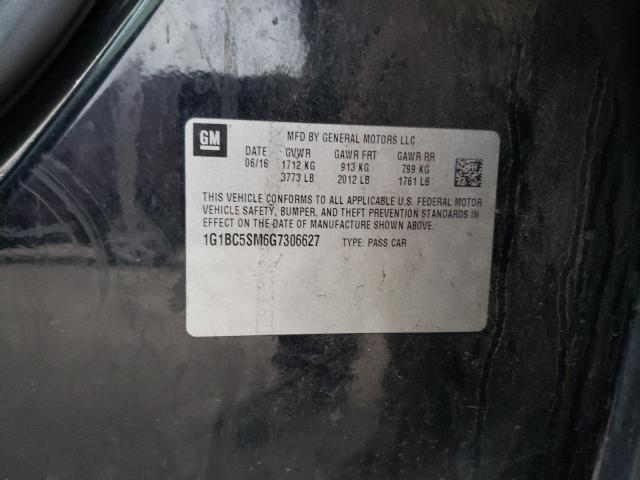 GM
MFD BY GENERAL MOTORS LLC
DATE GVWR GAWR FRT GAWR RR
06/16 1712 KG 913 KG 799 KG
3773 LB 2012 LB 1761 LB
THIS VEHICLE CONFORMS TO ALL APPLICABLE U.S. FEDERAL MOTOR
VEHICLE SAFETY, BUMPER, AND THEFT PREVENTION STANDARDS IN
EFFECT ON THE DATE OF MANUFACTURE SHOWN ABOVE.
1G1BC5SM6G7306627 TYPE: PASS CAR